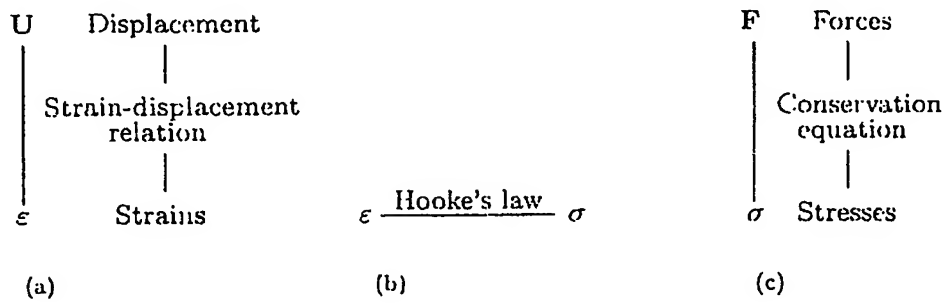 U Displacement
Strain-displacement
relation
ε Strains
(a)
Hooke's law
ε σ
(b)
F Forces
Conservation
equation
σ Stresses
(c)